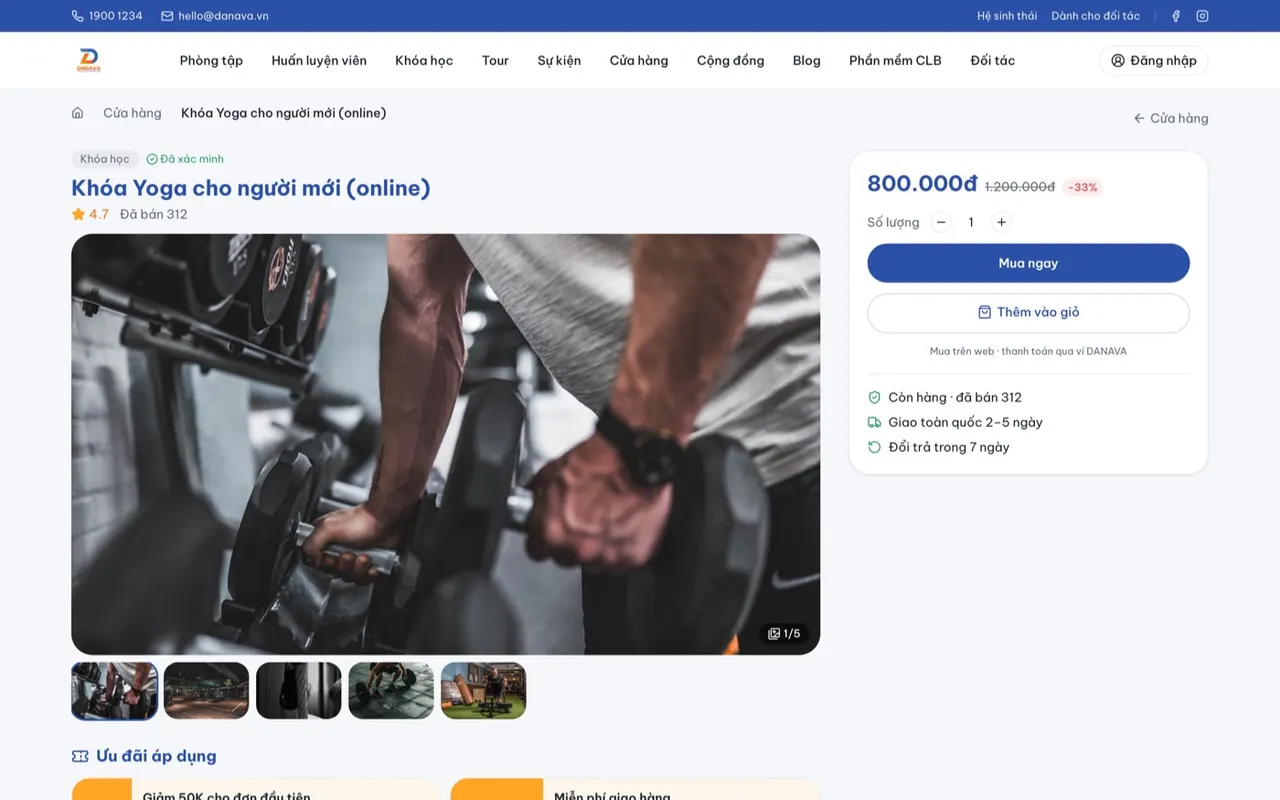 1900 1234 hello@danava.vn Hệ sinh thái Dành cho đối tác
DANAVA Phòng tập Huấn luyện viên Khóa học Tour Sự kiện Cửa hàng Cộng đồng Blog Phần mềm CLB Đối tác Đăng nhập
Cửa hàng Khóa Yoga cho người mới (online)
Cửa hàng
Khóa học Đã xác minh
Khóa Yoga cho người mới (online)
4.7 Đã bán 312
800.000đ 1.200.000đ -33%
Số lượng − 1 +
Mua ngay
Thêm vào giỏ
Mua trên web · thanh toán qua ví DANAVA
Còn hàng · đã bán 312
Giao toàn quốc 2–5 ngày
Đổi trả trong 7 ngày
1/5
Ưu đãi áp dụng
Giảm 50K cho đơn đầu tiên Miễn phí giao hàng